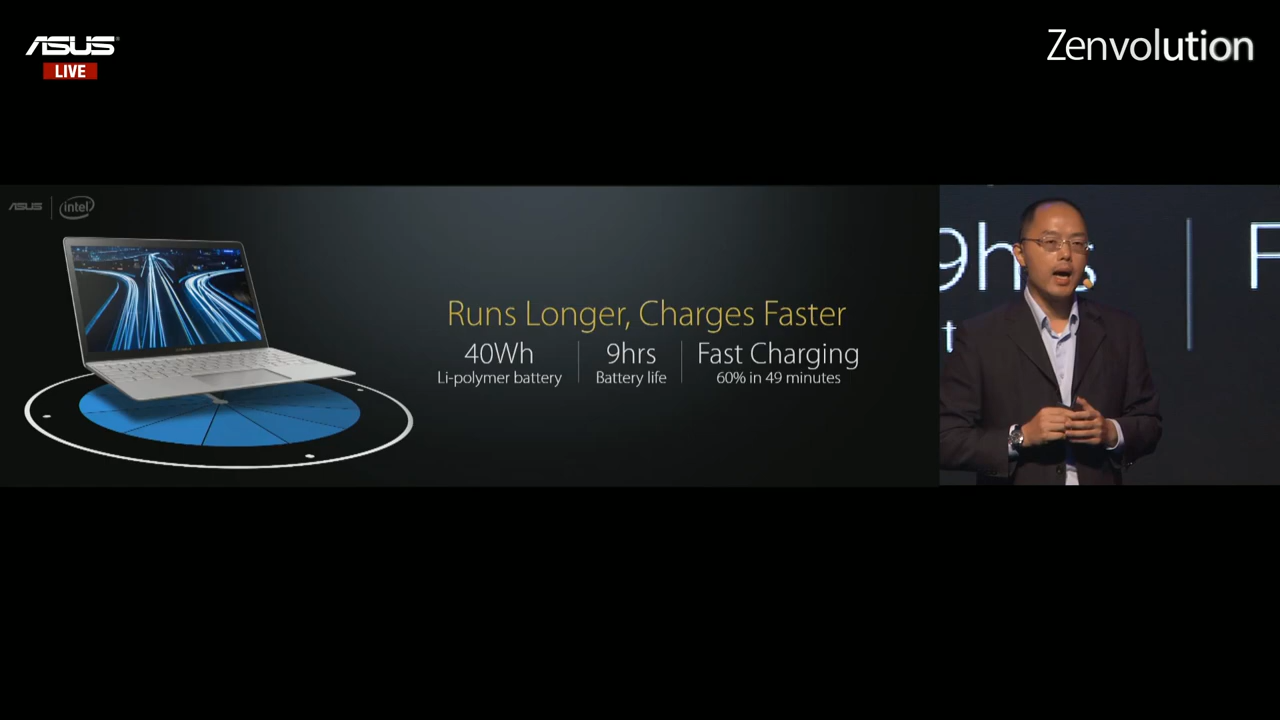 ASUS
LIVE
Zenvolution
ASUS
intel
Runs Longer, Charges Faster
40Wh
Li-polymer battery
9hrs
Battery life
Fast Charging
60% in 49 minutes
9hrs
t
F